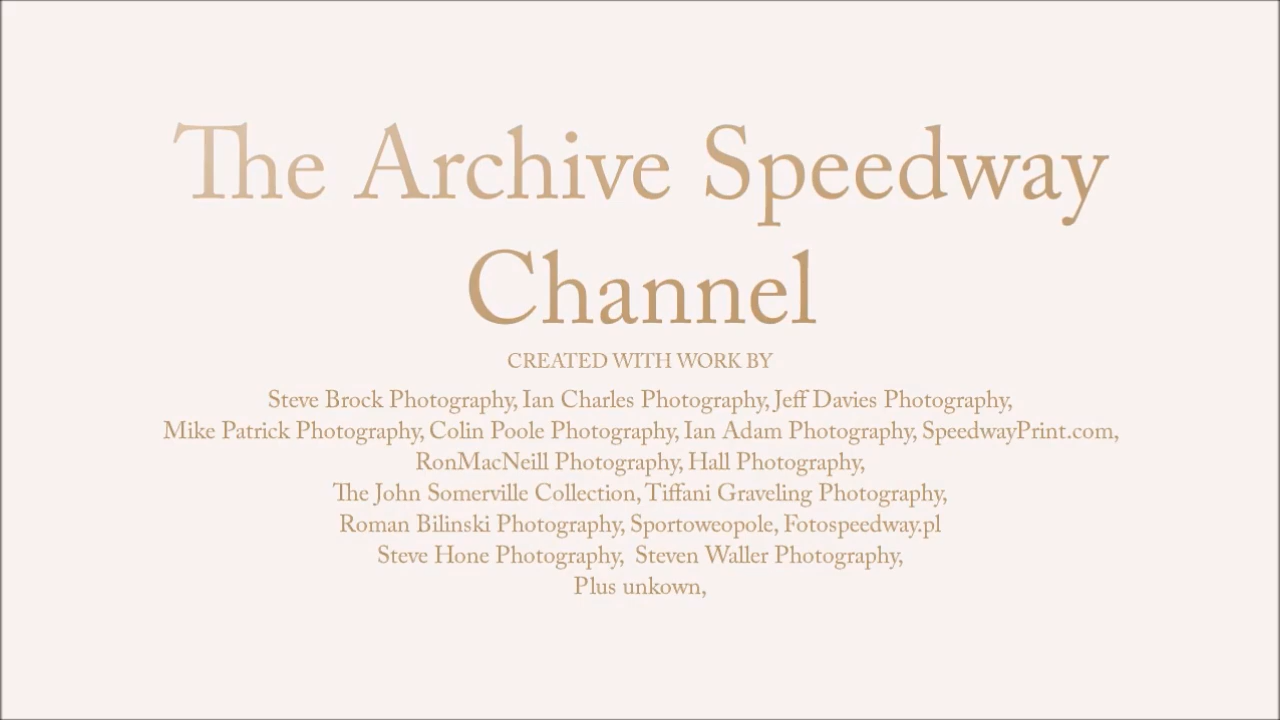 The Archive Speedway
Channel
CREATED WITH WORK BY
Steve Brock Photography, Ian Charles Photography, Jeff Davies Photography,
Mike Patrick Photography, Colin Poole Photography, Ian Adam Photography, SpeedwayPrint.com,
RonMacNeill Photography, Hall Photography,
The John Somerville Collection, Tiffani Graveling Photography,
Roman Bilinski Photography, Sportoweopole, Fotospeedway.pl
Steve Hone Photography,  Steven Waller Photography,
Plus unkown,